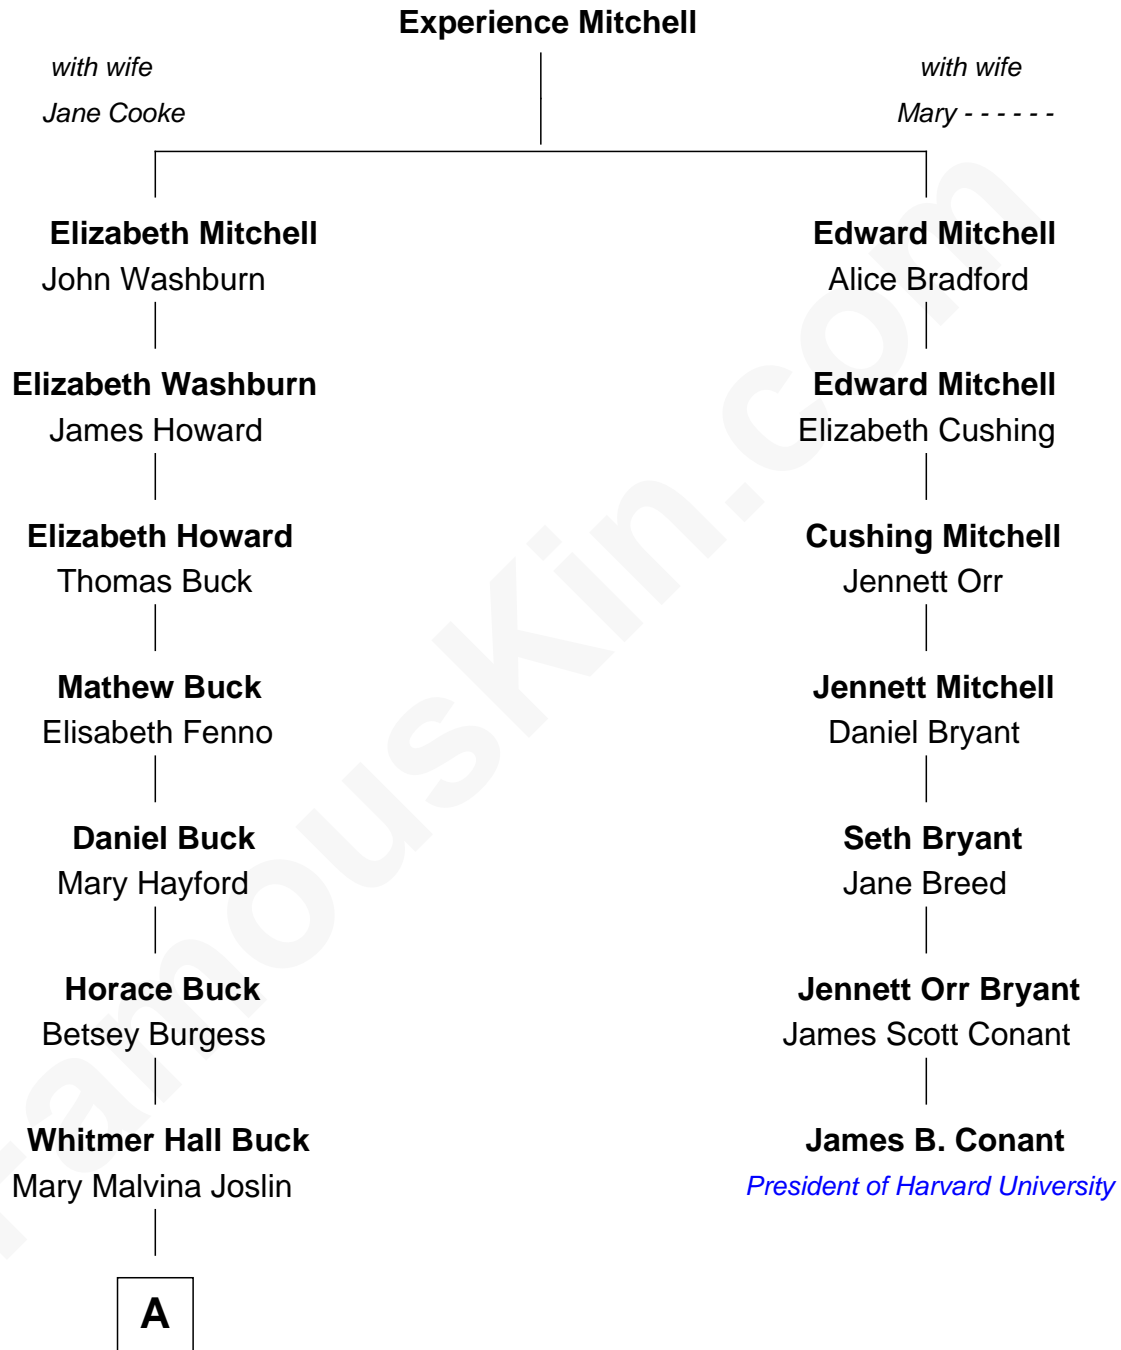 Experience Mitchell
with wife
Jane Cooke
with wife
Mary - - - - - -
Elizabeth Mitchell
John Washburn
Edward Mitchell
Alice Bradford
Elizabeth Washburn
James Howard
Edward Mitchell
Elizabeth Cushing
Elizabeth Howard
Thomas Buck
Cushing Mitchell
Jennett Orr
Mathew Buck
Elisabeth Fenno
Jennett Mitchell
Daniel Bryant
Daniel Buck
Mary Hayford
Seth Bryant
Jane Breed
Horace Buck
Betsey Burgess
Jennett Orr Bryant
James Scott Conant
Whitmer Hall Buck
Mary Malvina Joslin
James B. Conant
President of Harvard University
A
FamousKin.com